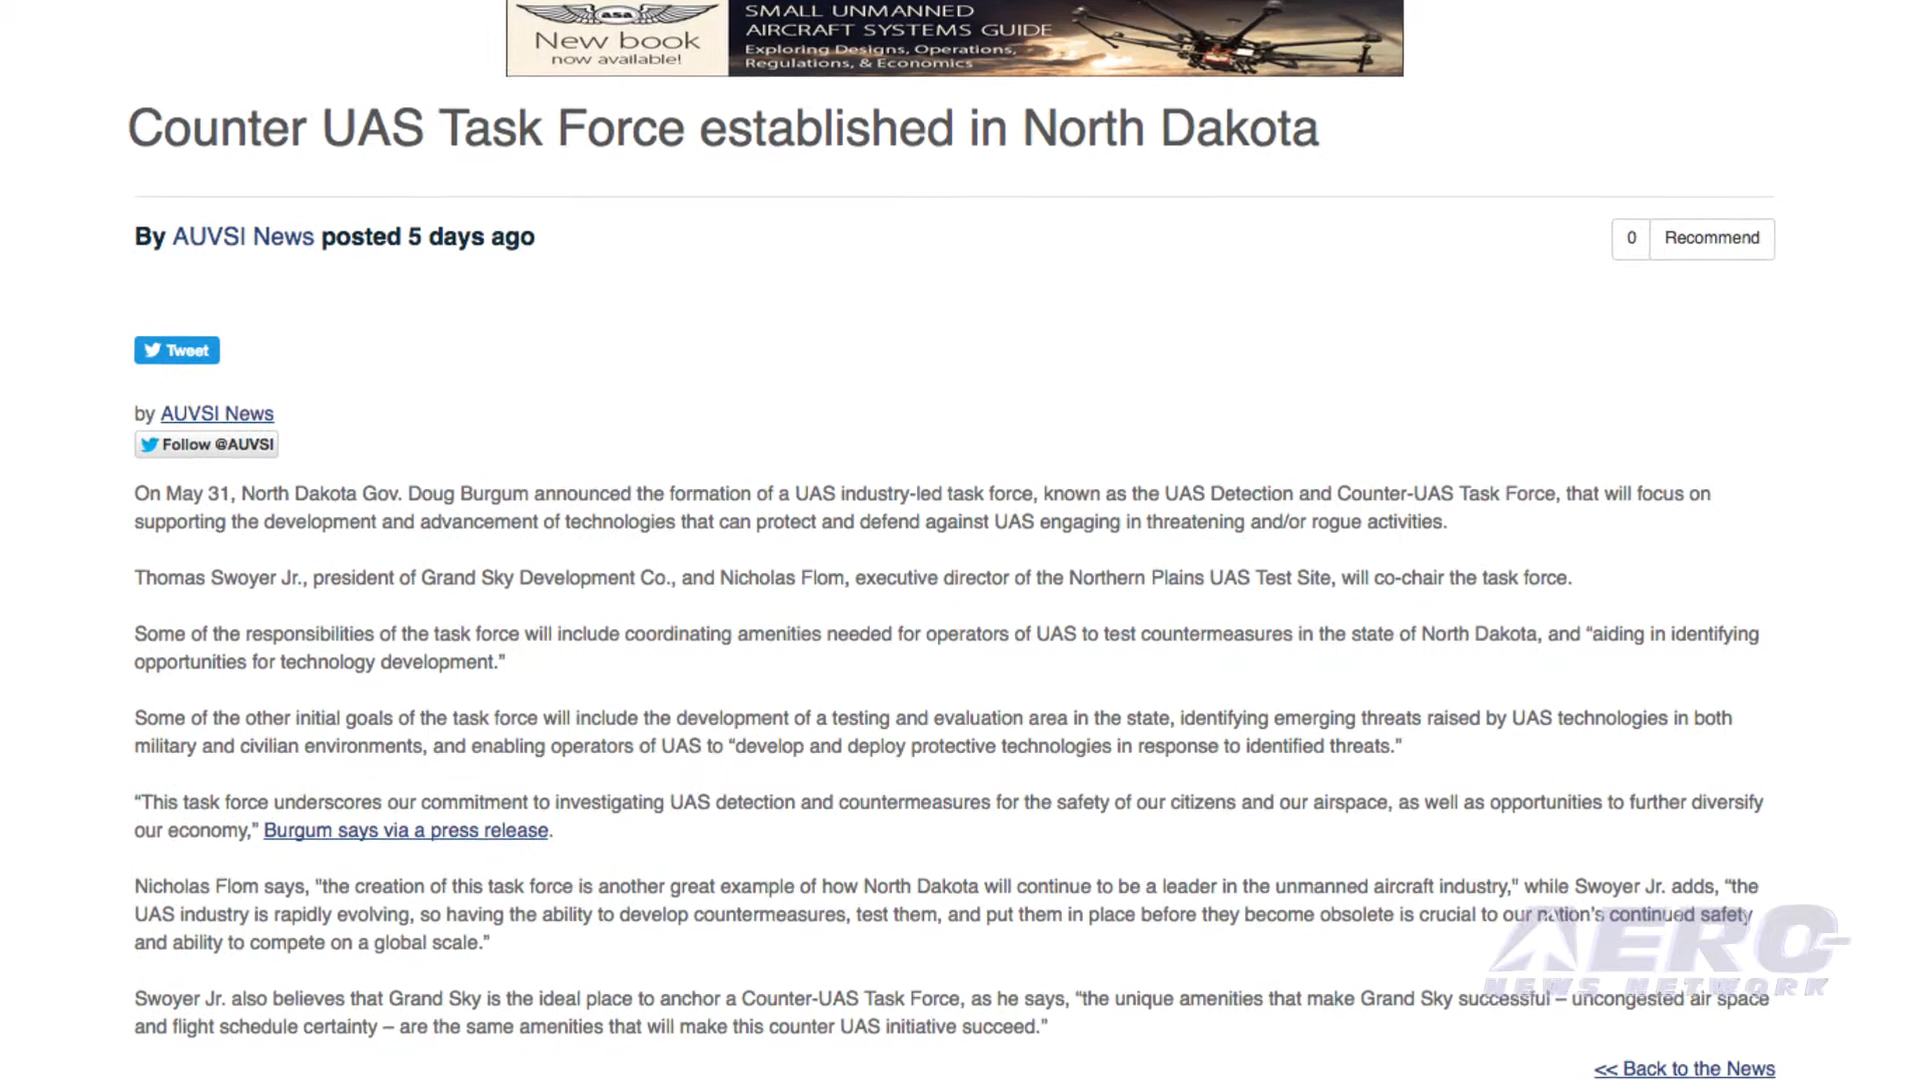 asa
New book
now available!
SMALL UNMANNED
AIRCRAFT SYSTEMS GUIDE
Exploring Designs, Operations,
Regulations, & Economics
Counter UAS Task Force established in North Dakota
By AUVSI News posted 5 days ago
0 Recommend
Tweet
by AUVSI News
Follow @AUVSI
On May 31, North Dakota Gov. Doug Burgum announced the formation of a UAS industry-led task force, known as the UAS Detection and Counter-UAS Task Force, that will focus on
supporting the development and advancement of technologies that can protect and defend against UAS engaging in threatening and/or rogue activities.
Thomas Swoyer Jr., president of Grand Sky Development Co., and Nicholas Flom, executive director of the Northern Plains UAS Test Site, will co-chair the task force.
Some of the responsibilities of the task force will include coordinating amenities needed for operators of UAS to test countermeasures in the state of North Dakota, and “aiding in identifying
opportunities for technology development.”
Some of the other initial goals of the task force will include the development of a testing and evaluation area in the state, identifying emerging threats raised by UAS technologies in both
military and civilian environments, and enabling operators of UAS to “develop and deploy protective technologies in response to identified threats.”
“This task force underscores our commitment to investigating UAS detection and countermeasures for the safety of our citizens and our airspace, as well as opportunities to further diversify
our economy,” Burgum says via a press release.
Nicholas Flom says, "the creation of this task force is another great example of how North Dakota will continue to be a leader in the unmanned aircraft industry," while Swoyer Jr. adds, “the
UAS industry is rapidly evolving, so having the ability to develop countermeasures, test them, and put them in place before they become obsolete is crucial to our nation's continued safety
and ability to compete on a global scale.”
Swoyer Jr. also believes that Grand Sky is the ideal place to anchor a Counter-UAS Task Force, as he says, “the unique amenities that make Grand Sky successful – uncongested air space
and flight schedule certainty – are the same amenities that will make this counter UAS initiative succeed.”
AERO
NEWS NETWORK
<< Back to the News